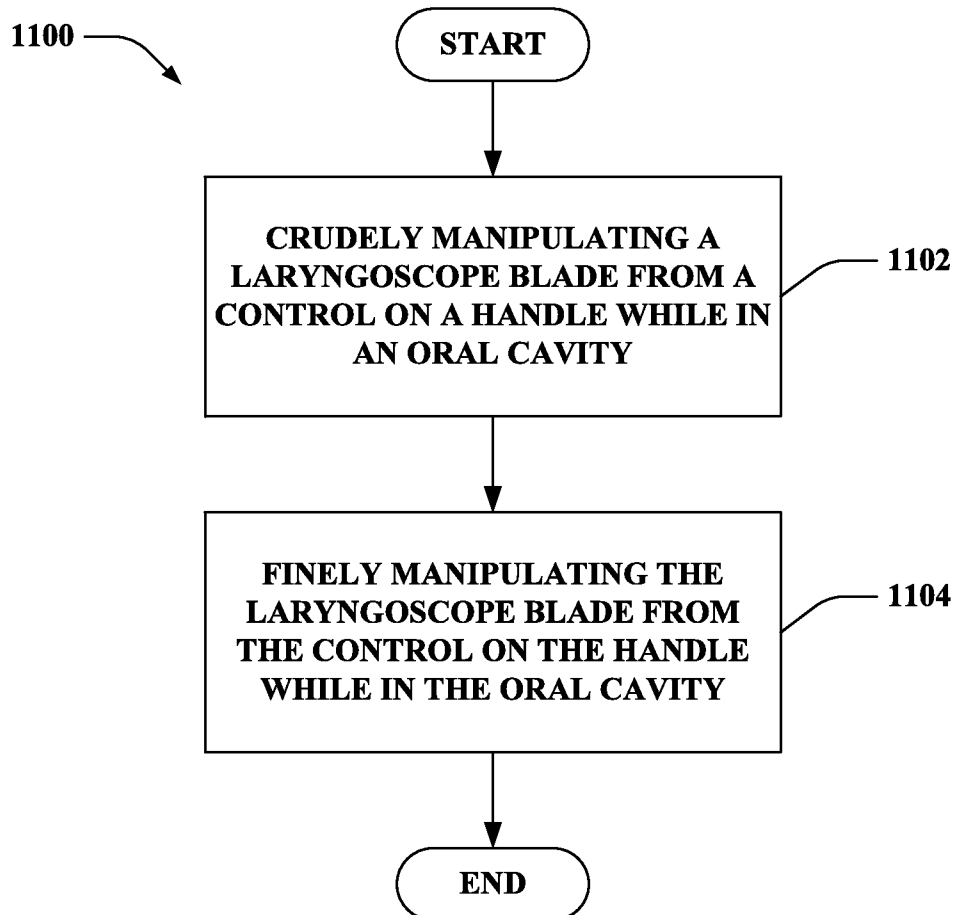 1100
START
CRUDELY MANIPULATING A
LARYNGOSCOPE BLADE FROM A
CONTROL ON A HANDLE WHILE IN
AN ORAL CAVITY
1102
FINELY MANIPULATING THE
LARYNGOSCOPE BLADE FROM
THE CONTROL ON THE HANDLE
WHILE IN THE ORAL CAVITY
1104
END